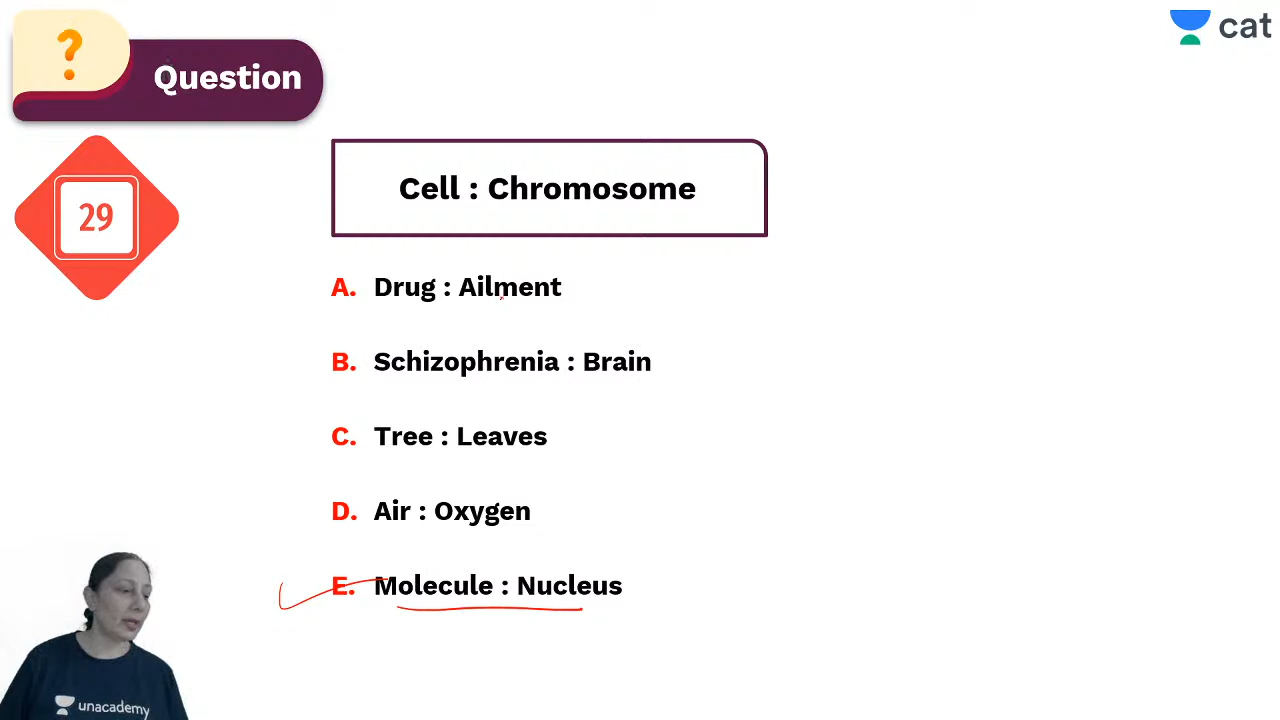 ?
Question
cat
29
Cell : Chromosome
A. Drug : Ailment
B. Schizophrenia : Brain
C. Tree : Leaves
D. Air : Oxygen
E. Molecule : Nucleus
unacademy